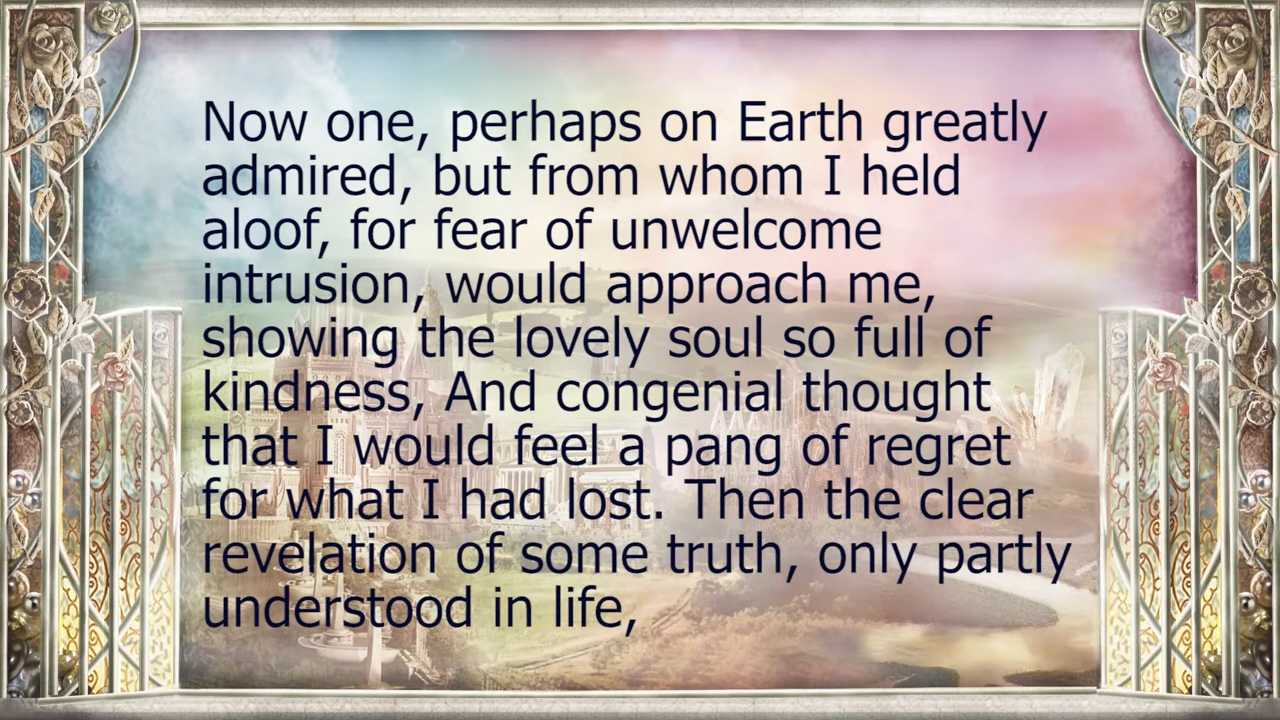 Now one, perhaps on Earth greatly
admired, but from whom I held
aloof, for fear of unwelcome
intrusion, would approach me,
showing the lovely soul so full of
kindness, And congenial thought
that I would feel a pang of regret
for what I had lost. Then the clear
revelation of some truth, only partly
understood in life,